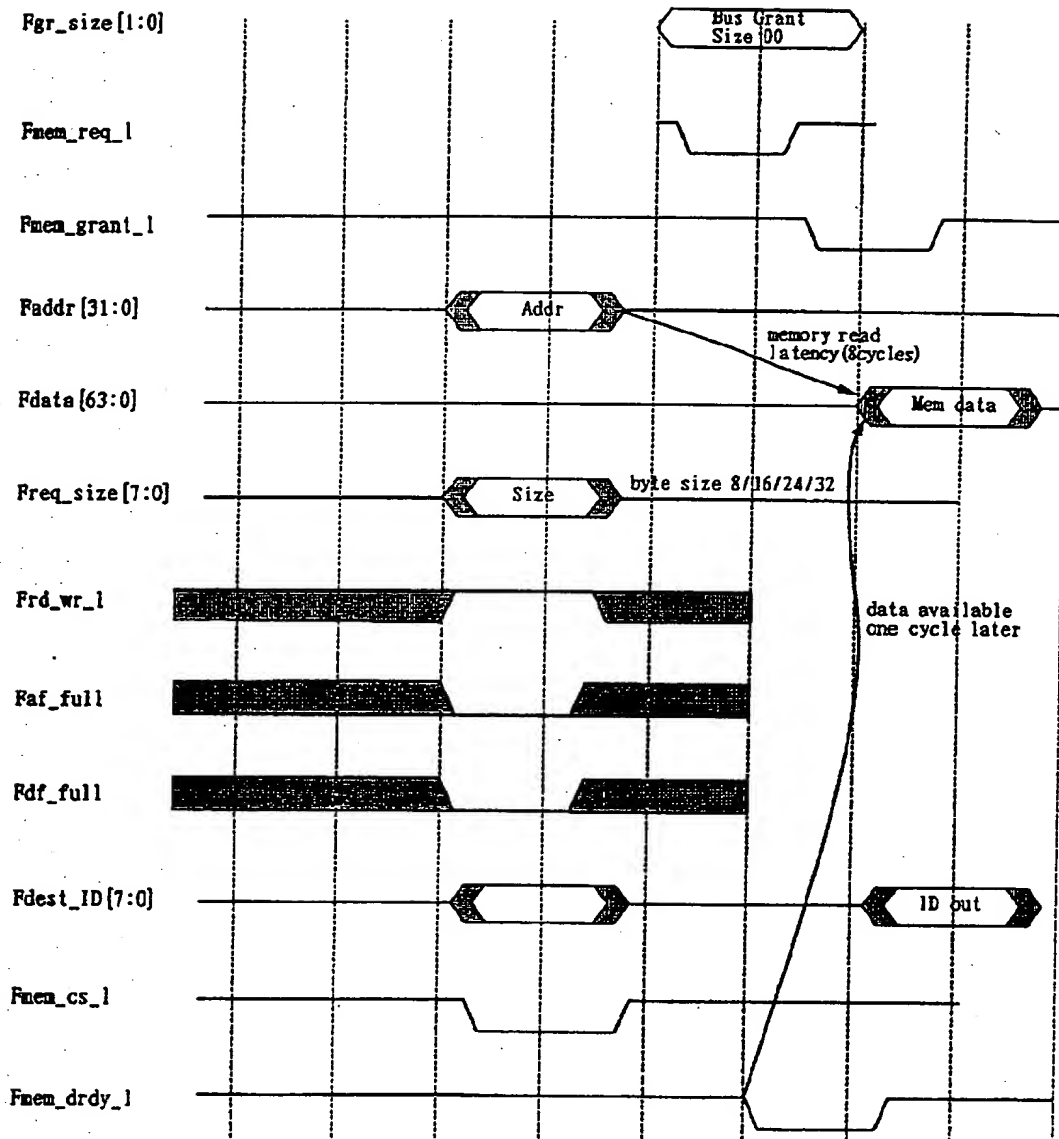 Fgr_size[1:0]
Bus Grant
Size 00
Fmem_req_l
Fmem_grant_l
Faddr[31:0]
Addr
memory read
latency(8cycles)
Fdata[63:0]
Mem data
Freq_size[7:0]
Size
byte size 8/16/24/32
Frd_wr_l
data available
one cycle later
Faf_full
Fdf_full
Fdest_ID[7:0]
ID out
Fmem_cs_l
Fmem_drdy_l